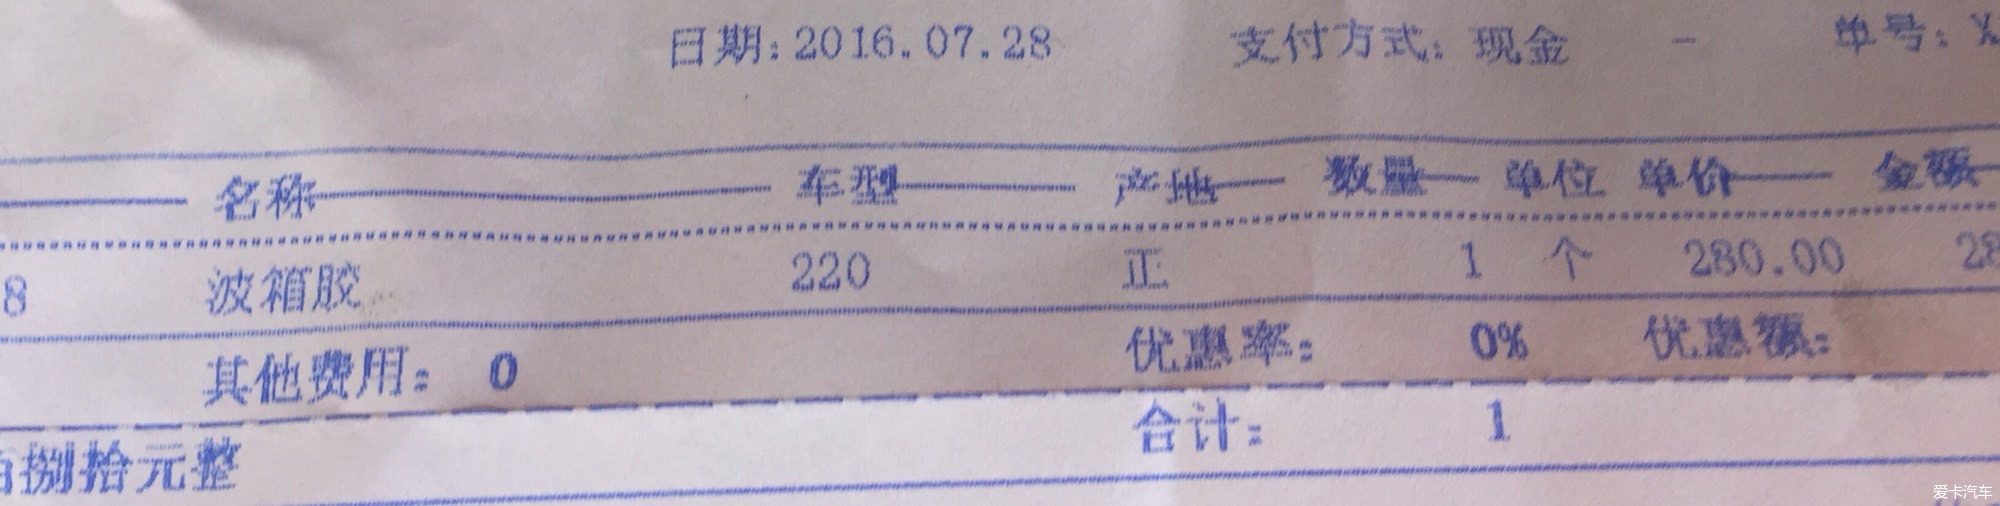 日期:2016.07.28 支付方式: 现金 - 单号: X
名称 车型 产地 数量 单位 单价 金额
8 波箱胶 220 正 1 个 280.00 28
其他费用: 0 优惠率: 0% 优惠额:
合计: 1
佰捌拾元整
爱卡汽车